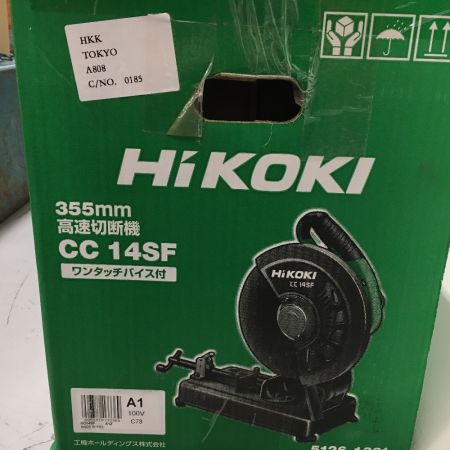 HKK
TOKYO
A808
C/NO. 0185
HiKOKI
355mm
高速切断機
CC 14SF
ワンタッチバイス付
HiKOKI
CC 14SF
A1
100V
C78
工機ホールディングス株式会社